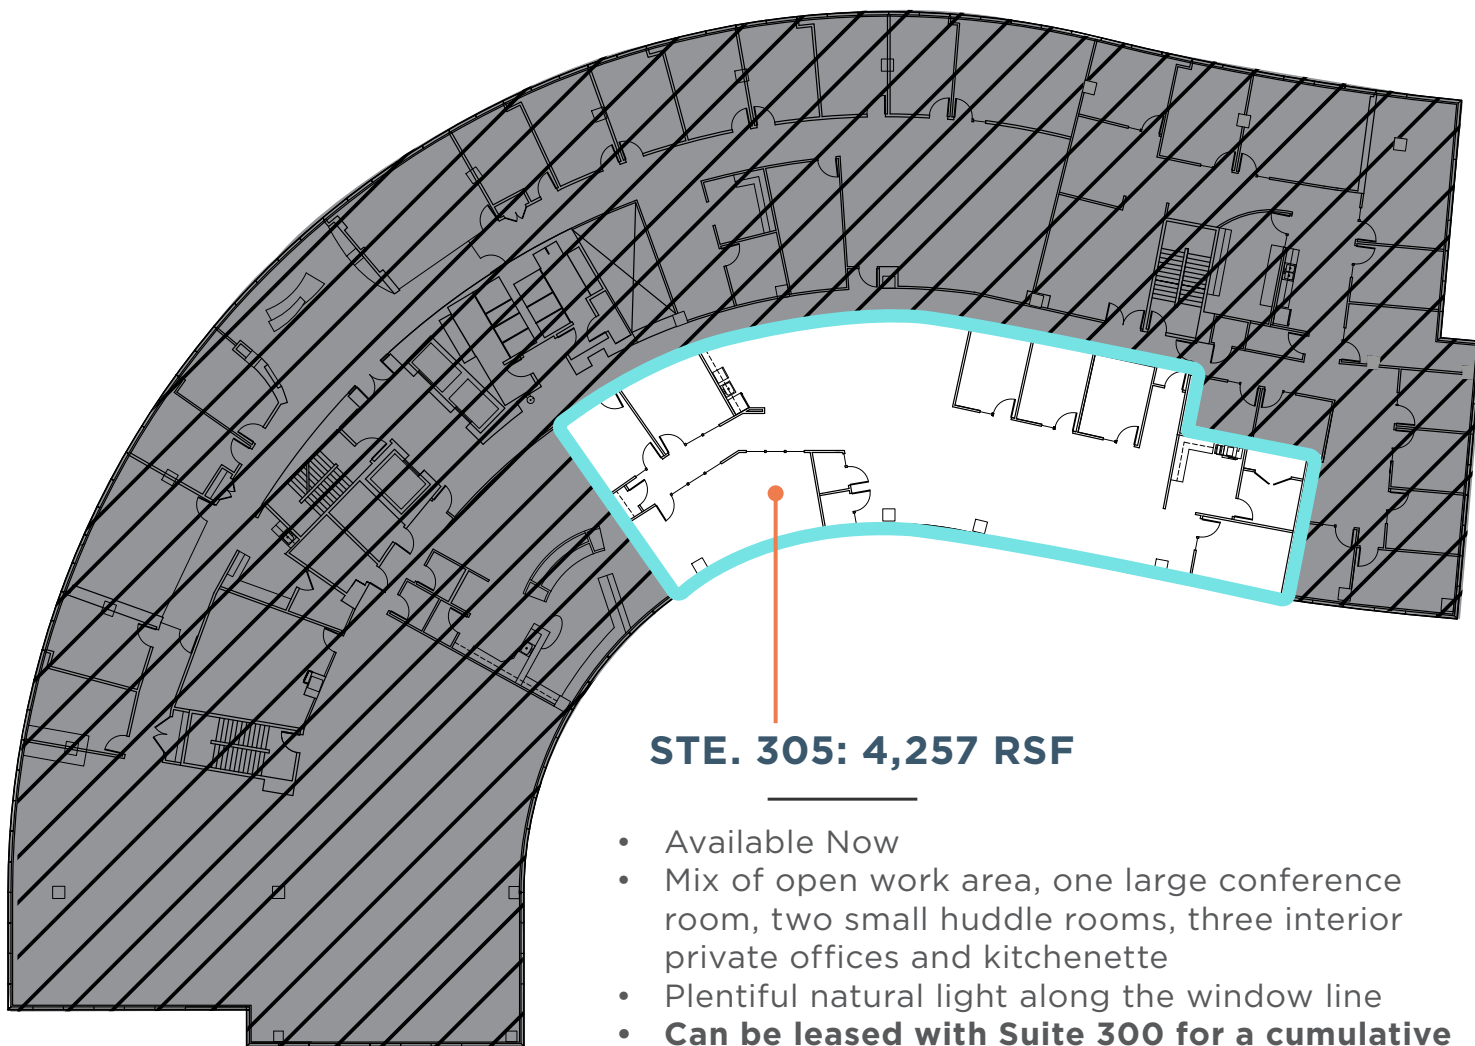 STE. 305: 4,257 RSF
• Available Now
• Mix of open work area, one large conference
room, two small huddle rooms, three interior
private offices and kitchenette
• Plentiful natural light along the window line
• Can be leased with Suite 300 for a cumulative